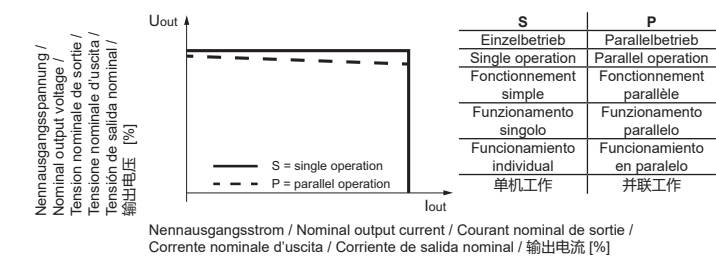 Nennausgangsspannung /
Nominal output voltage /
Tension nominale de sortie /
Tensione nominale d'uscita /
Tensión de salida nominal /
输出电压 [%]
Uout
S = single operation
P = parallel operation
Iout
Nennausgangsstrom / Nominal output current / Courant nominal de sortie /
Corrente nominale d'uscita / Corriente de salida nominal / 输出电流 [%]
S P
Einzelbetrieb Parallelbetrieb
Single operation Parallel operation
Fonctionnement Fonctionnement
simple parallèle
Funzionamento Funzionamento
singolo parallelo
Funcionamiento Funcionamiento
individual en paralelo
单机工作 并联工作